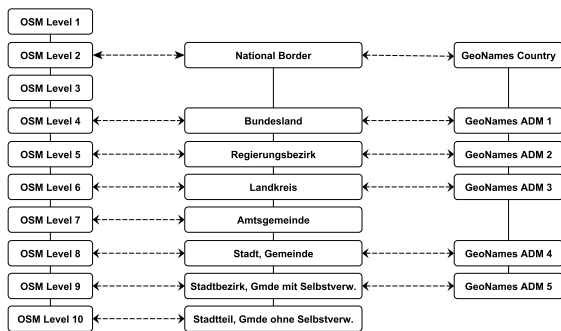 OSM Level 1
OSM Level 2
National Border
GeoNames Country
OSM Level 3
OSM Level 4
Bundesland
GeoNames ADM 1
OSM Level 5
Regierungsbezirk
GeoNames ADM 2
OSM Level 6
Landkreis
GeoNames ADM 3
OSM Level 7
Amtsgemeinde
OSM Level 8
Stadt, Gemeinde
GeoNames ADM 4
OSM Level 9
Stadtbezirk, Gmde mit Selbstverw.
GeoNames ADM 5
OSM Level 10
Stadtteil, Gmde ohne Selbstverw.